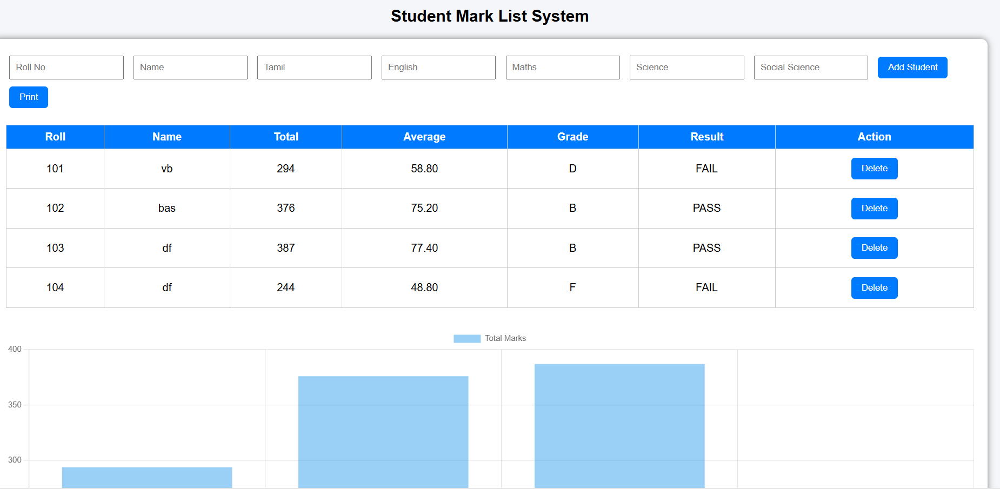 Student Mark List System
Roll No Name Tamil English Maths Science Social Science Add Student
Print
Roll Name Total Average Grade Result Action
101 vb 294 58.80 D FAIL Delete
102 bas 376 75.20 B PASS Delete
103 df 387 77.40 B PASS Delete
104 df 244 48.80 F FAIL Delete
Total Marks
400
350
300